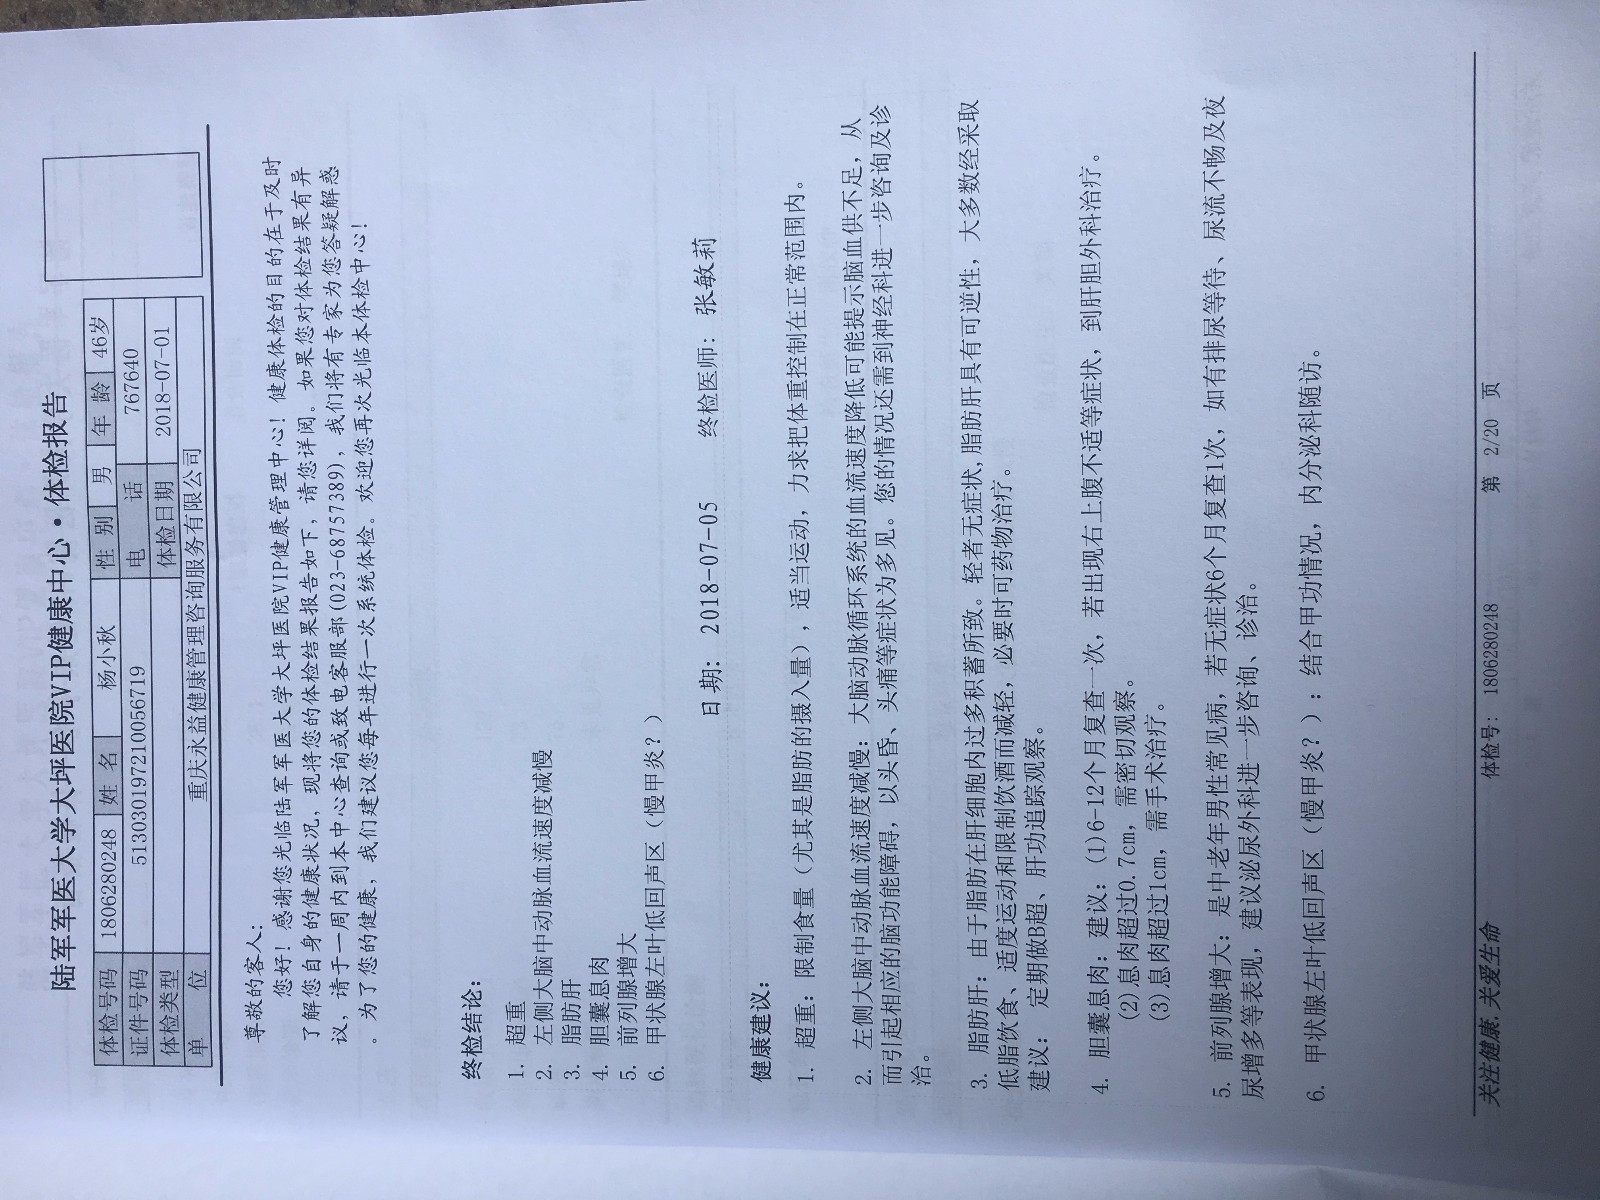 陆军军医大学大坪医院VIP健康中心·体检报告
体检号码 1806280248 姓 名 杨小秋 性 别 男 年 龄 46岁
证件号码 513030197210056719 电 话 767640
体检类型 体检日期 2018-07-01
单 位 重庆永益健康管理咨询服务有限公司
尊敬的客人：
您好！感谢您光临陆军军医大学大坪医院VIP健康管理中心！健康体检的目的在于及时
了解您自身的健康状况，现将您的体检结果报告如下，请您详阅。如果您对体检结果有异
议，请于一周内到本中心查询或致电客服部(023-68757389)，我们将有专家为您答疑解惑
。为了您的健康，我们建议您每年进行一次系统体检。欢迎您再次光临本体检中心！
终检结论：
1. 超重
2. 左侧大脑中动脉血流速度减慢
3. 脂肪肝
4. 胆囊息肉
5. 前列腺增大
6. 甲状腺左叶低回声区（慢甲炎？）
日期： 2018-07-05 终检医师： 张敏莉
健康建议：
1. 超重：限制食量（尤其是脂肪的摄入量），适当运动，力求把体重控制在正常范围内。
2. 左侧大脑中动脉血流速度减慢：大脑动脉循环系统的血流速度降低可能提示脑血供不足，从
而引起相应的脑功能障碍，以头昏、头痛等症状为多见。您的情况还需到神经科进一步咨询及诊
治。
3. 脂肪肝：由于脂肪在肝细胞内过多积蓄所致。轻者无症状,脂肪肝具有可逆性，大多数经采取
低脂饮食、适度运动和限制饮酒而减轻，必要时可药物治疗。
建议： 定期做B超、肝功追踪观察。
4. 胆囊息肉：建议：(1)6-12个月复查一次，若出现右上腹不适等症状，到肝胆外科治疗。
(2)息肉超过0.7cm，需密切观察。
(3)息肉超过1cm，需手术治疗。
5. 前列腺增大：是中老年男性常见病，若无症状6个月复查1次，如有排尿等待、尿流不畅及夜
尿增多等表现，建议泌尿外科进一步咨询、诊治。
6. 甲状腺左叶低回声区（慢甲炎？）：结合甲功情况，内分泌科随访。
关注健康.关爱生命 体检号： 1806280248 第 2/20 页